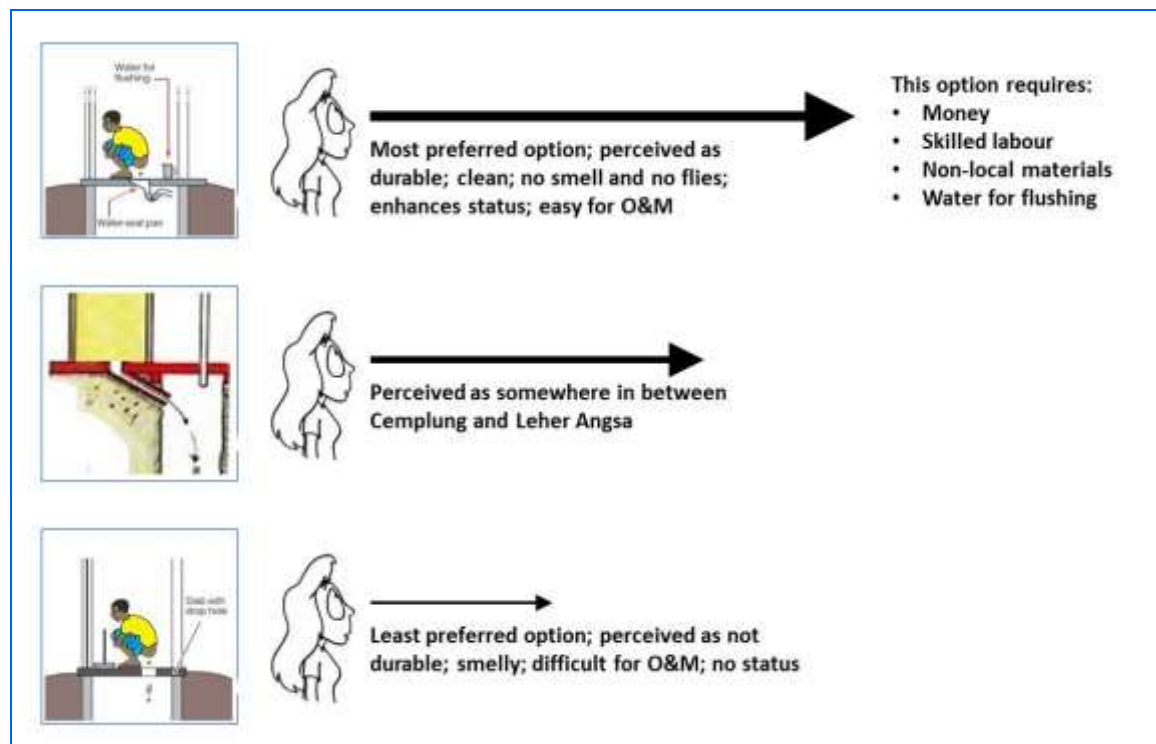 Water for
flushing
Water-seal pan
Most preferred option; perceived as
durable; clean; no smell and no flies;
enhances status; easy for O&M
This option requires:
• Money
• Skilled labour
• Non-local materials
• Water for flushing
Perceived as somewhere in between
Cemplung and Leher Angsa
Slab with
drop hole
Least preferred option; perceived as not
durable; smelly; difficult for O&M; no status